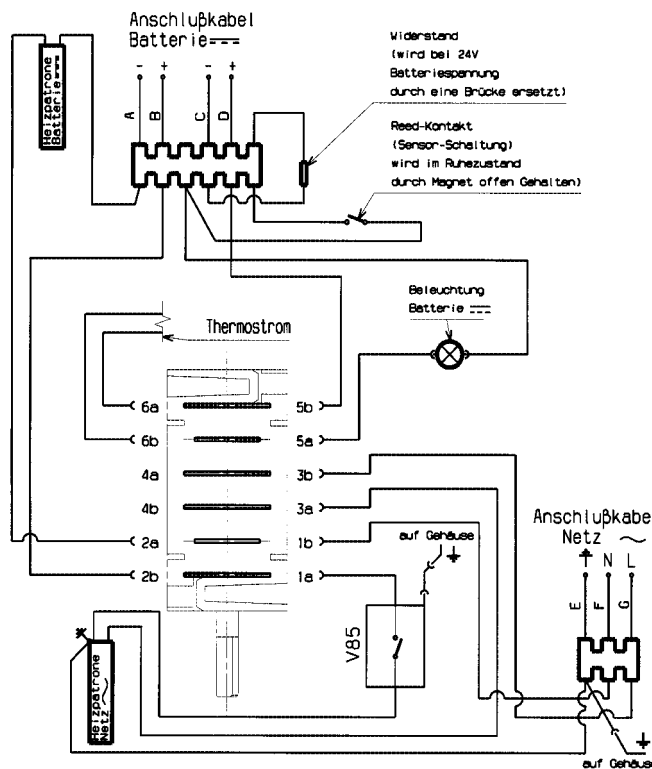 Anschlußkabel
Batterie
- + - +
A B C D
Heizpatrone
Batterie
Widerstand
(wird bei 24V
Batteriespannung
durch eine Brücke ersetzt)
Reed-Kontakt
(Sensor-Schaltung)
wird im Ruhezustand
durch Magnet offen Gehalten)
Beleuchtung
Batterie
Thermostrom
6a 5b
6b 5a
4a 3b
4b 3a
2a 1b
2b 1a
auf Gehäuse
Anschlußkabe
Netz ~
N L
E F G
V85
Heizpatrone
Netz ~
auf Gehäuse